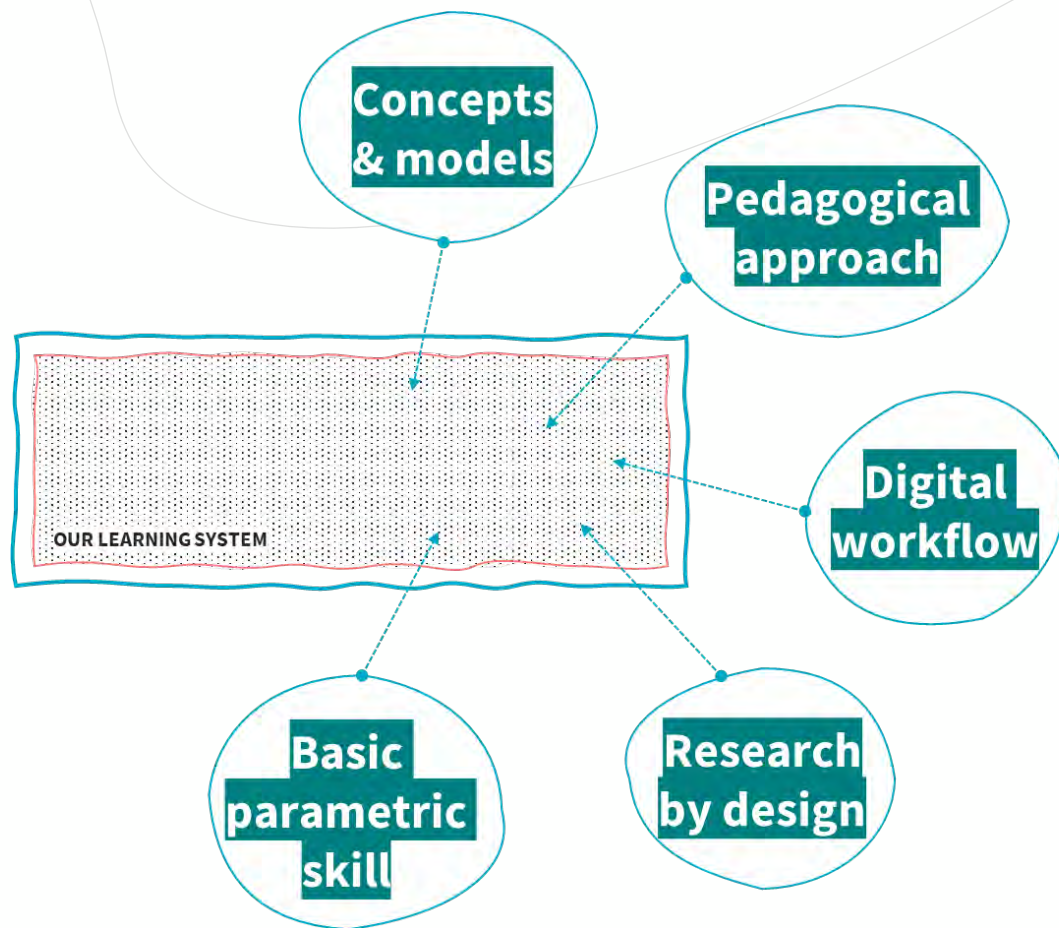 Concepts
& models
Pedagogical
approach
Digital
workflow
OUR LEARNING SYSTEM
Basic
parametric
skill
Research
by design